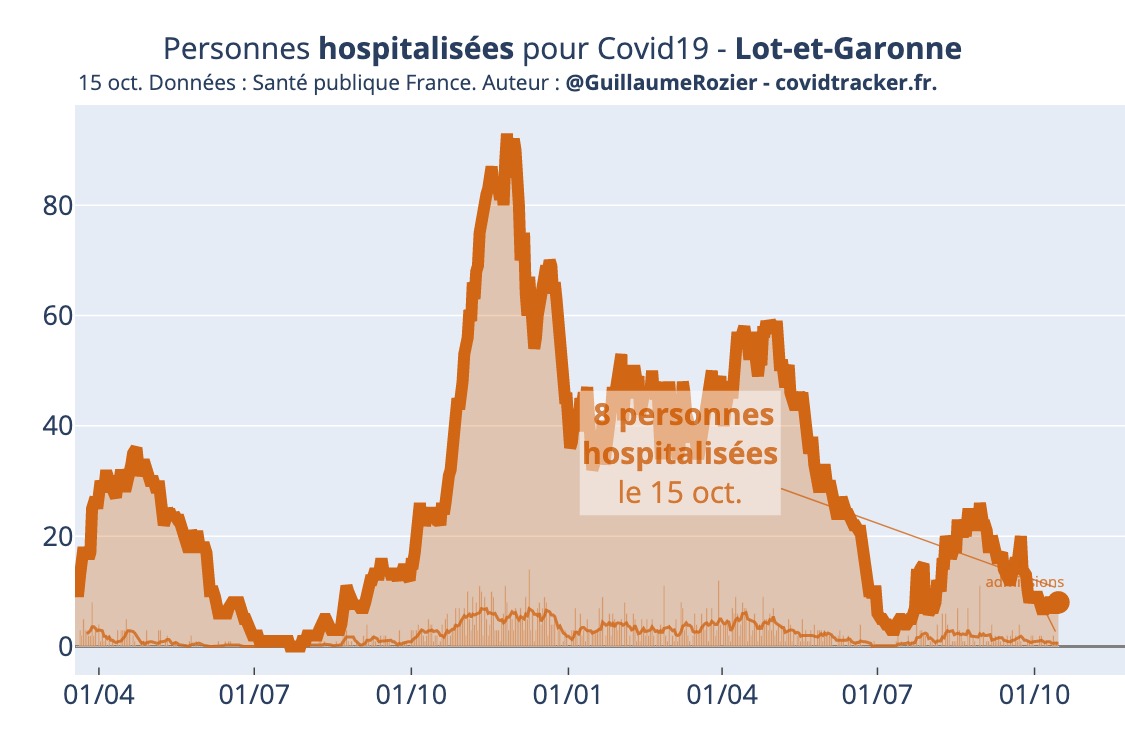 Personnes hospitalisées pour Covid19 - Lot-et-Garonne
15 oct. Données : Santé publique France. Auteur : @GuillaumeRozier - covidtracker.fr.
80
60
40
20
0
8 personnes
hospitalisées
le 15 oct.
admissions
01/04 01/07 01/10 01/01 01/04 01/07 01/10